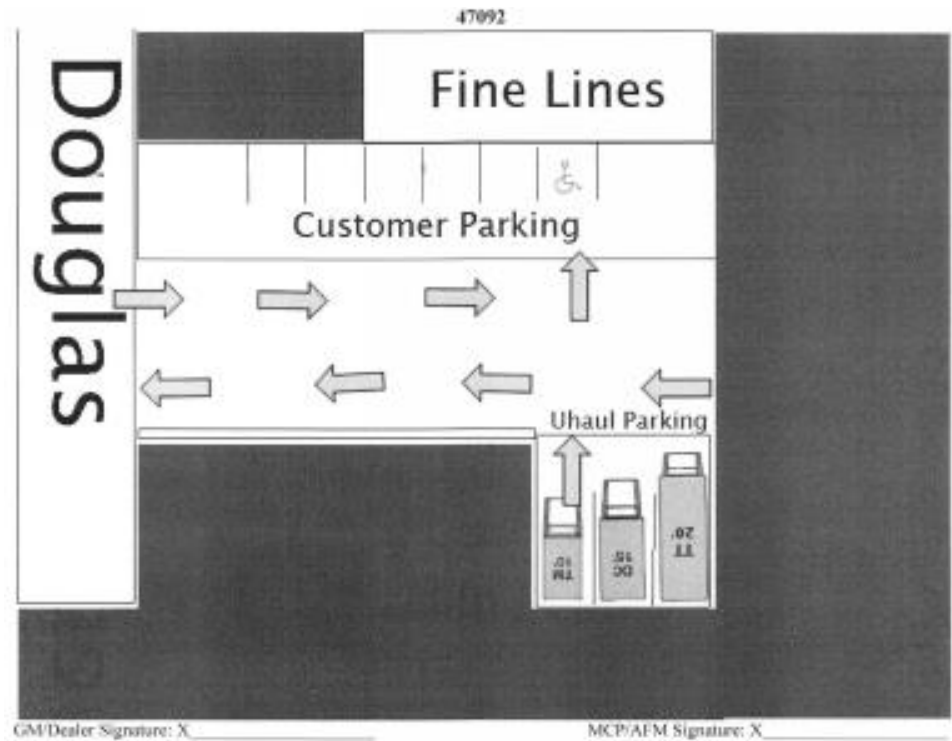 47092
Douglas
Fine Lines
Customer Parking
Uhaul Parking
TM
10'
DC
15'
TT
20'
GM/Dealer Signature: X
MCP/AFM Signature: X